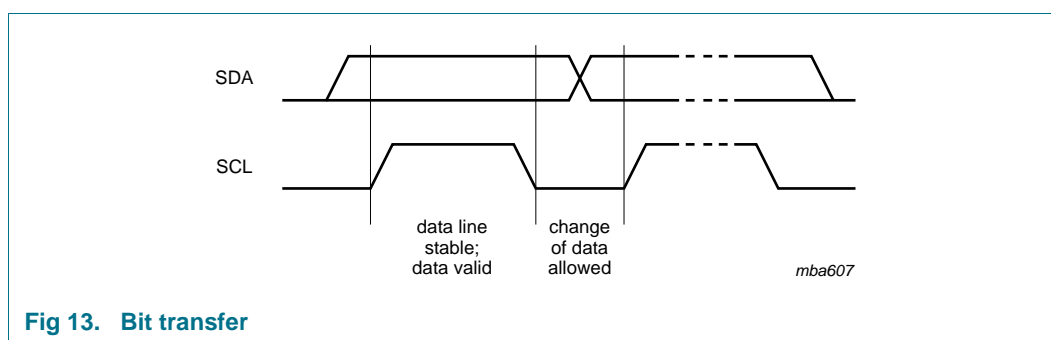 SDA
SCL
data line
stable;
data valid
change
of data
allowed
mba607
Fig 13. Bit transfer